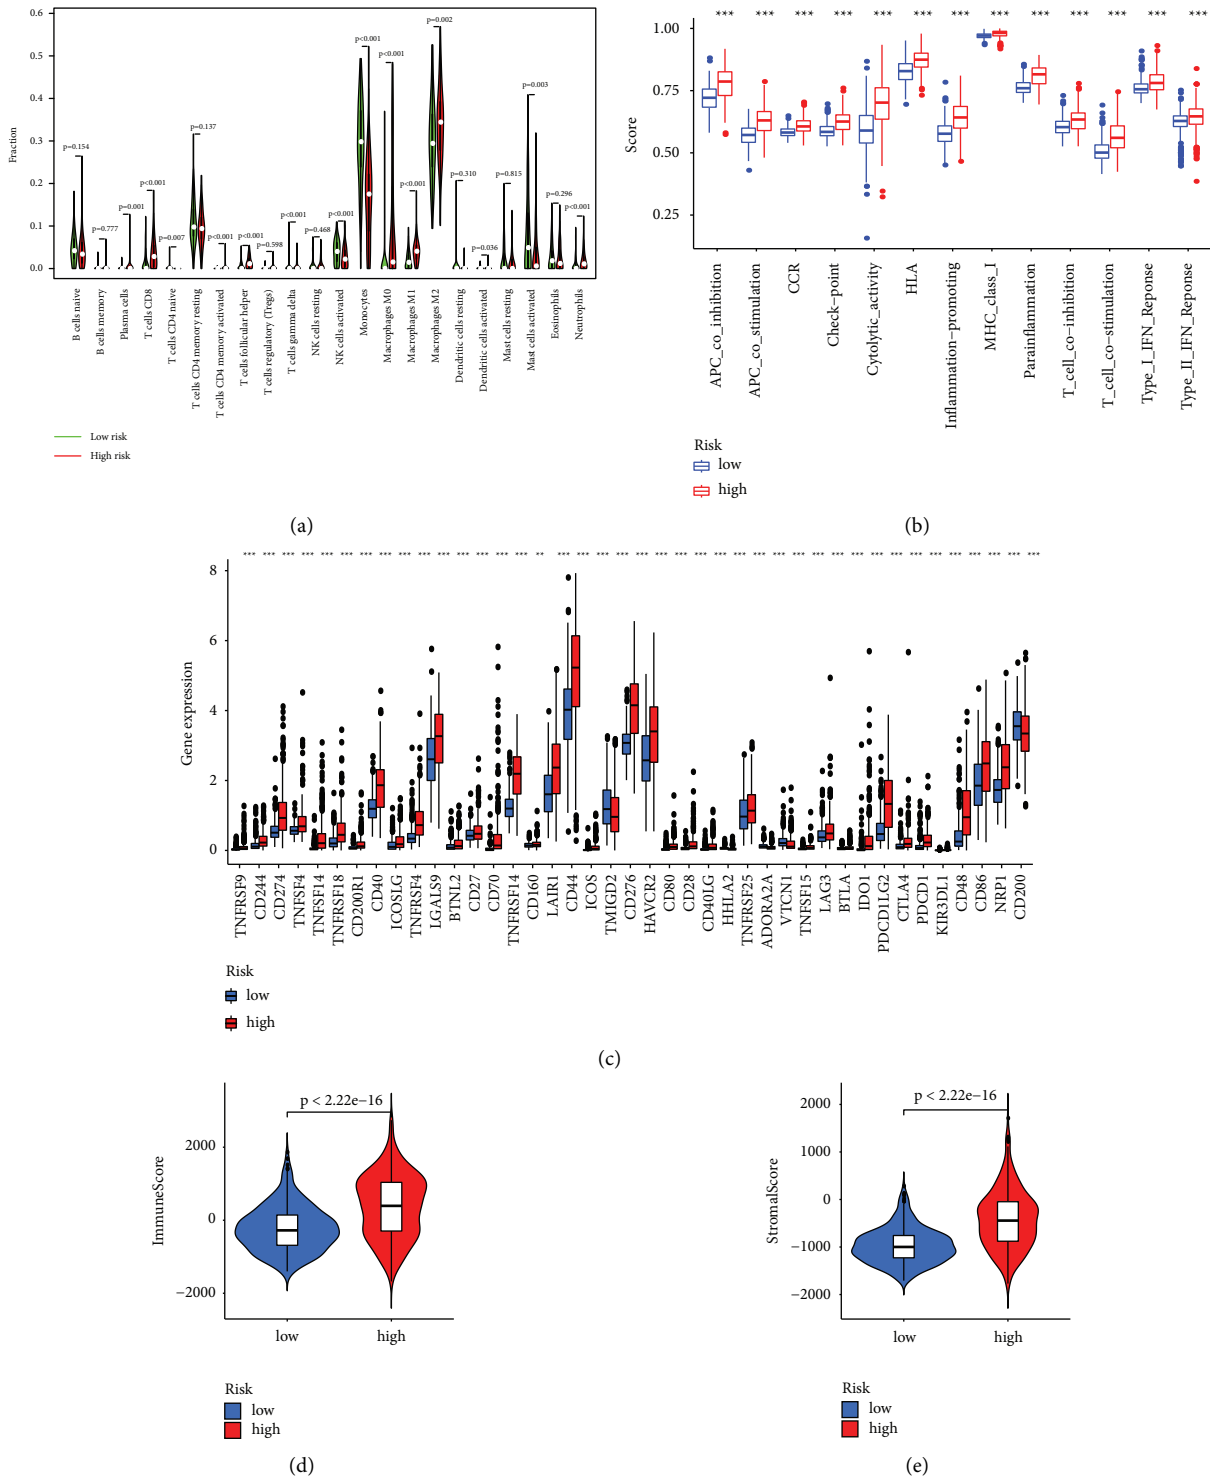 0.6
0.5
0.4
0.3
0.2
0.1
0.0
Fraction
p=0.154
p=0.777
p=0.001
p<0.001
p=0.007
p=0.137
p<0.001
p<0.001
p=0.598
p<0.001
p=0.468
p<0.001
p<0.001
p<0.001
p<0.001
p=0.002
p=0.310
p=0.036
p=0.815
p=0.003
p=0.296
p<0.001
B cells naive
B cells memory
Plasma cells
T cells CD8
T cells CD4 naive
T cells CD4 memory resting
T cells CD4 memory activated
T cells follicular helper
T cells regulatory (Tregs)
T cells gamma delta
NK cells resting
NK cells activated
Monocytes
Macrophages M0
Macrophages M1
Macrophages M2
Dendritic cells resting
Dendritic cells activated
Mast cells resting
Mast cells activated
Eosinophils
Neutrophils
Low risk
High risk
(a)
*** *** *** *** *** *** *** *** *** *** *** *** ***
1.00
0.75
0.50
0.25
Score
APC_co_inhibition
APC_co_stimulation
CCR
Check−point
Cytolytic_activity
HLA
Inflammation−promoting
MHC_class_I
Parainflammation
T_cell_co−inhibition
T_cell_co−stimulation
Type_I_IFN_Reponse
Type_II_IFN_Reponse
Risk
low
high
(b)
*** *** *** *** *** *** *** *** *** *** *** *** *** *** *** ** *** *** *** *** *** *** *** *** *** *** *** *** *** *** *** *** *** *** *** *** *** *** *** *** ***
8
6
4
2
0
Gene expression
TNFRSF9
CD244
CD274
TNFSF4
TNFSF14
TNFRSF18
CD200R1
CD40
ICOSLG
TNFRSF4
LGALS9
BTNL2
CD27
CD70
TNFRSF14
CD160
LAIR1
CD44
ICOS
TMIGD2
CD276
HAVCR2
CD80
CD28
CD40LG
HHLA2
TNFRSF25
ADORA2A
VTCN1
TNFSF15
LAG3
BTLA
IDO1
PDCD1LG2
CTLA4
PDCD1
KIR3DL1
CD48
CD86
NRP1
CD200
Risk
low
high
(c)
p < 2.22e−16
2000
0
−2000
ImmuneScore
low high
Risk
low
high
(d)
p < 2.22e−16
2000
1000
0
−1000
−2000
StromalScore
low high
Risk
low
high
(e)